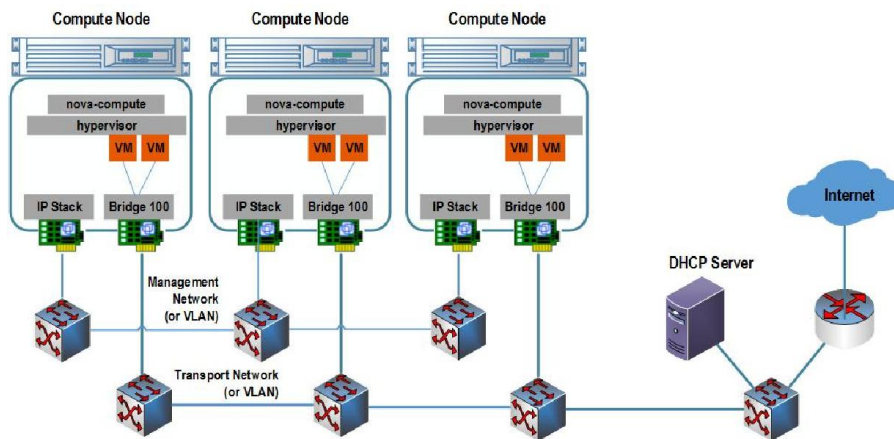 Compute Node
Compute Node
Compute Node
nova-compute
nova-compute
nova-compute
hypervisor
hypervisor
hypervisor
VM VM
VM VM
VM VM
IP Stack
Bridge 100
IP Stack
Bridge 100
IP Stack
Bridge 100
Internet
DHCP Server
Management
Network
(or VLAN)
Transport Network
(or VLAN)